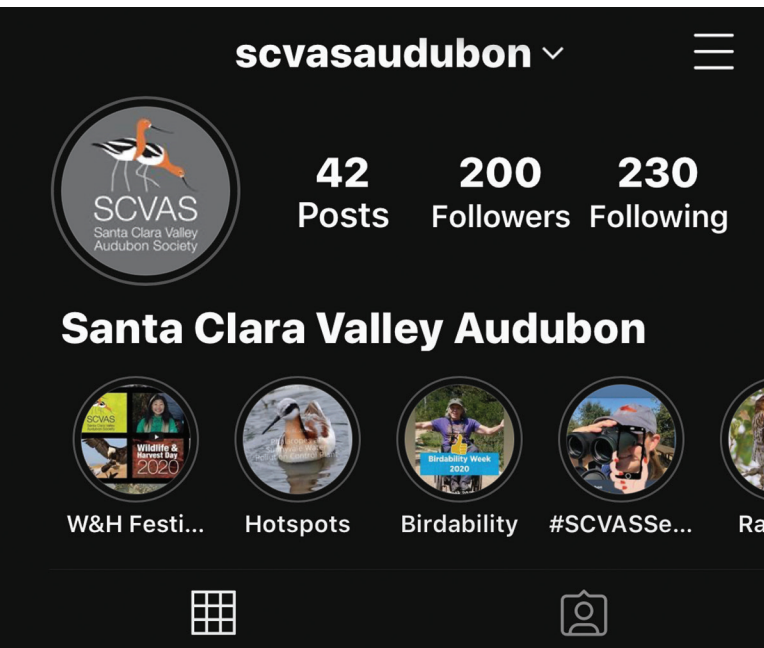 scvasaudubon
SCVAS
Santa Clara Valley
Audubon Society
42
Posts
200
Followers
230
Following
Santa Clara Valley Audubon
SCVAS
Wildlife &
Harvest Day
2020
Birdability Week
2020
W&H Festi...
Hotspots
Birdability
#SCVASSe...
Ra